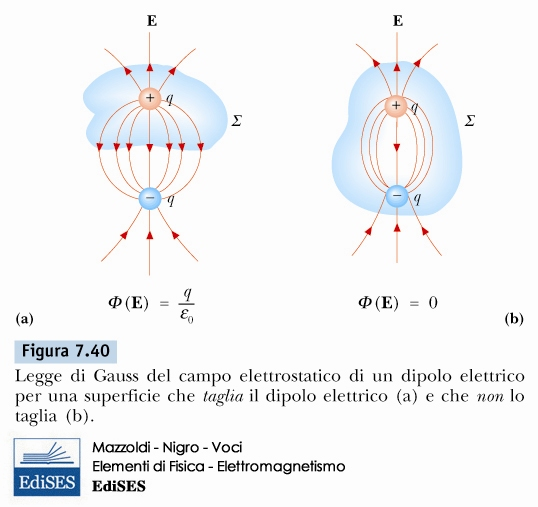 E
E
+ q
+ q
Σ
Σ
− q
− q
Φ(E) = q/ε₀
Φ(E) = 0
(a)
(b)
Figura 7.40
Legge di Gauss del campo elettrostatico di un dipolo elettrico
per una superficie che taglia il dipolo elettrico (a) e che non lo
taglia (b).
Mazzoldi - Nigro - Voci
Elementi di Fisica - Elettromagnetismo
EdiSES
EdiSES